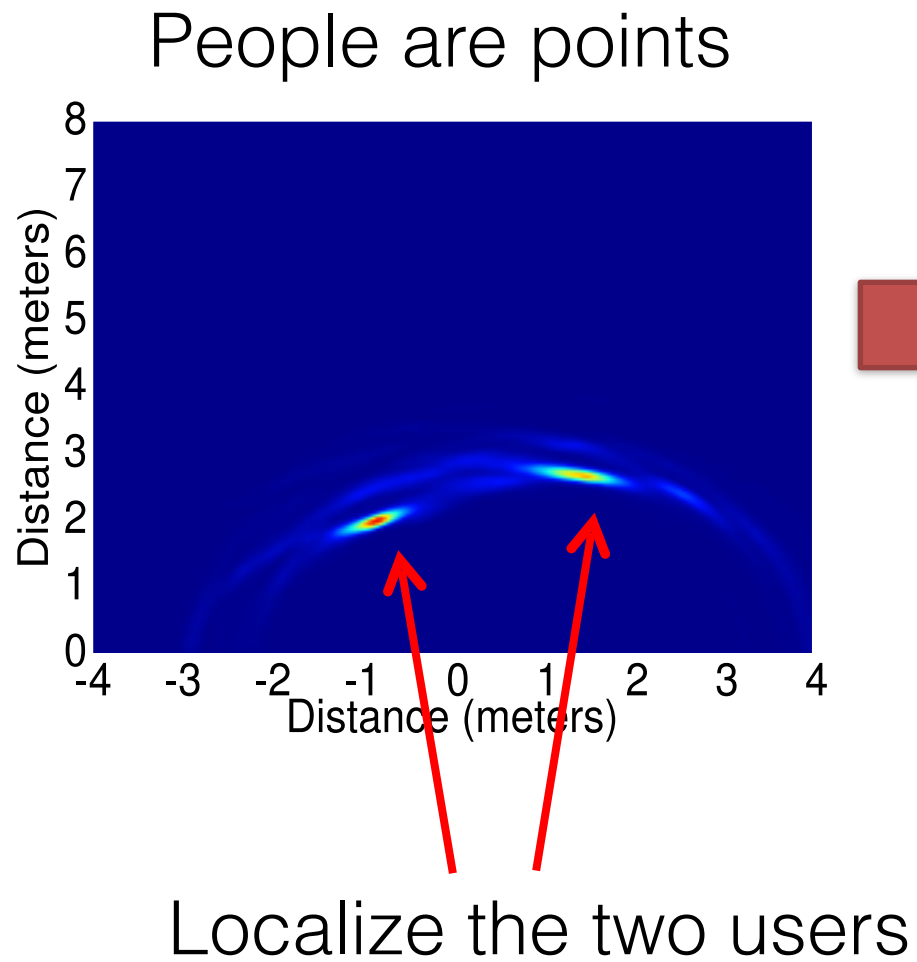 People are points
8
7
6
5
4
3
2
1
0
Distance (meters)
-4 -3 -2 -1 0 1 2 3 4
Distance (meters)
Localize the two users